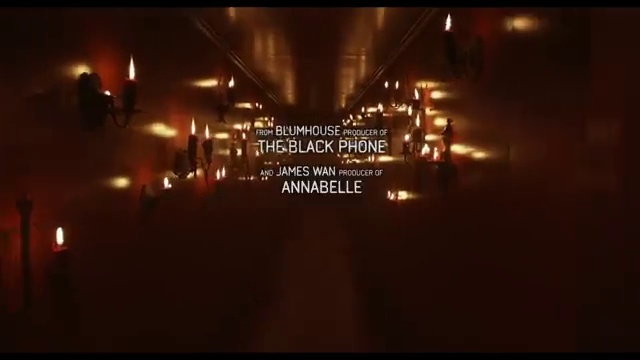 FROM BLUMHOUSE PRODUCER OF
THE BLACK PHONE
AND JAMES WAN PRODUCER OF
ANNABELLE